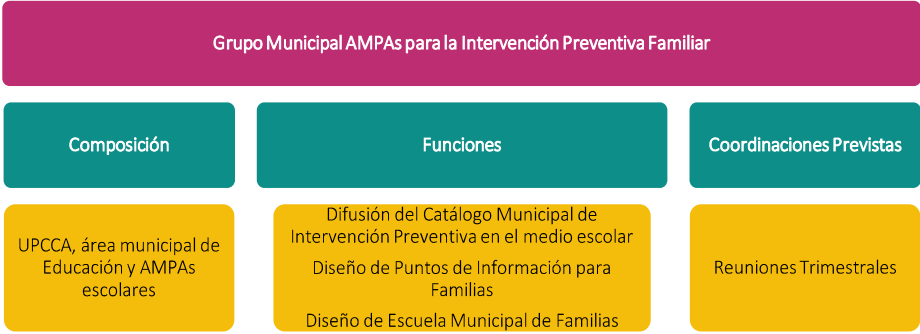 Grupo Municipal AMPAs para la Intervención Preventiva Familiar
Composición
Funciones
Coordinaciones Previstas
UPCCA, área municipal de
Educación y AMPAs
escolares
Difusión del Catálogo Municipal de
Intervención Preventiva en el medio escolar
Diseño de Puntos de Información para
Familias
Diseño de Escuela Municipal de Familias
Reuniones Trimestrales